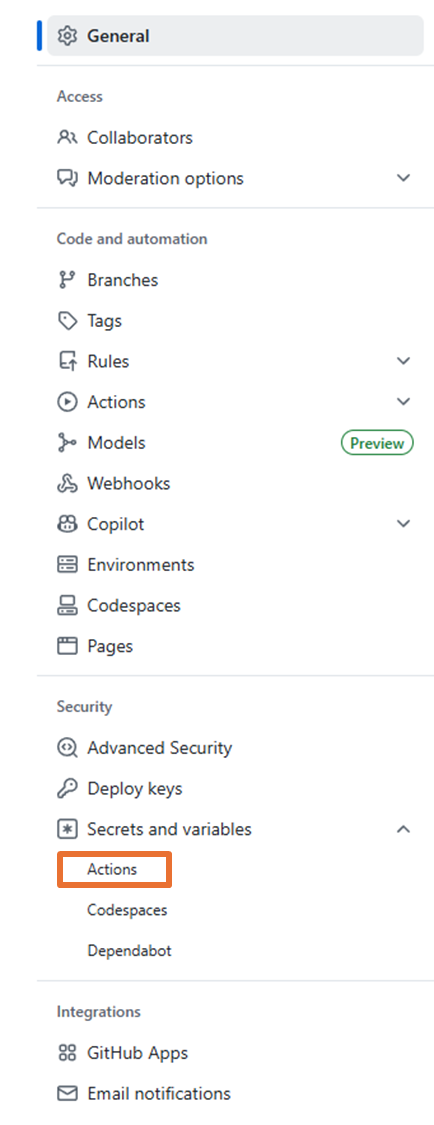 General
Access
Collaborators
Moderation options
Code and automation
Branches
Tags
Rules
Actions
Models Preview
Webhooks
Copilot
Environments
Codespaces
Pages
Security
Advanced Security
Deploy keys
Secrets and variables
Actions
Codespaces
Dependabot
Integrations
GitHub Apps
Email notifications